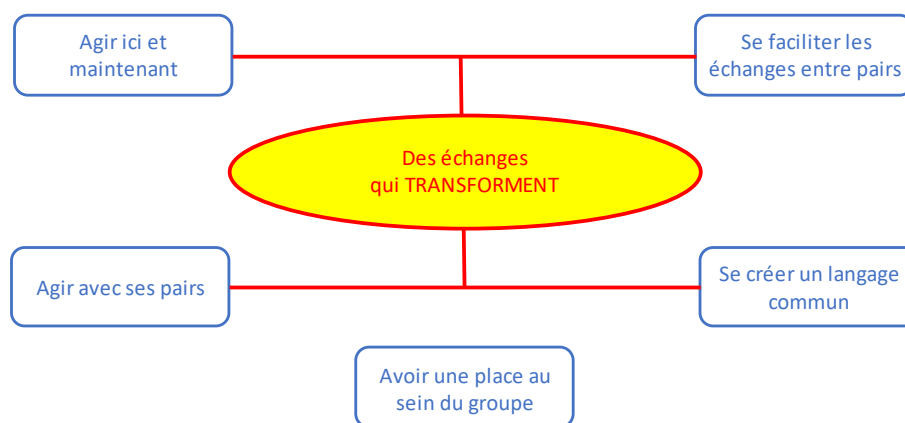 Agir ici et
maintenant
Se faciliter les
échanges entre pairs
Des échanges
qui TRANSFORMENT
Agir avec ses pairs
Se créer un langage
commun
Avoir une place au
sein du groupe